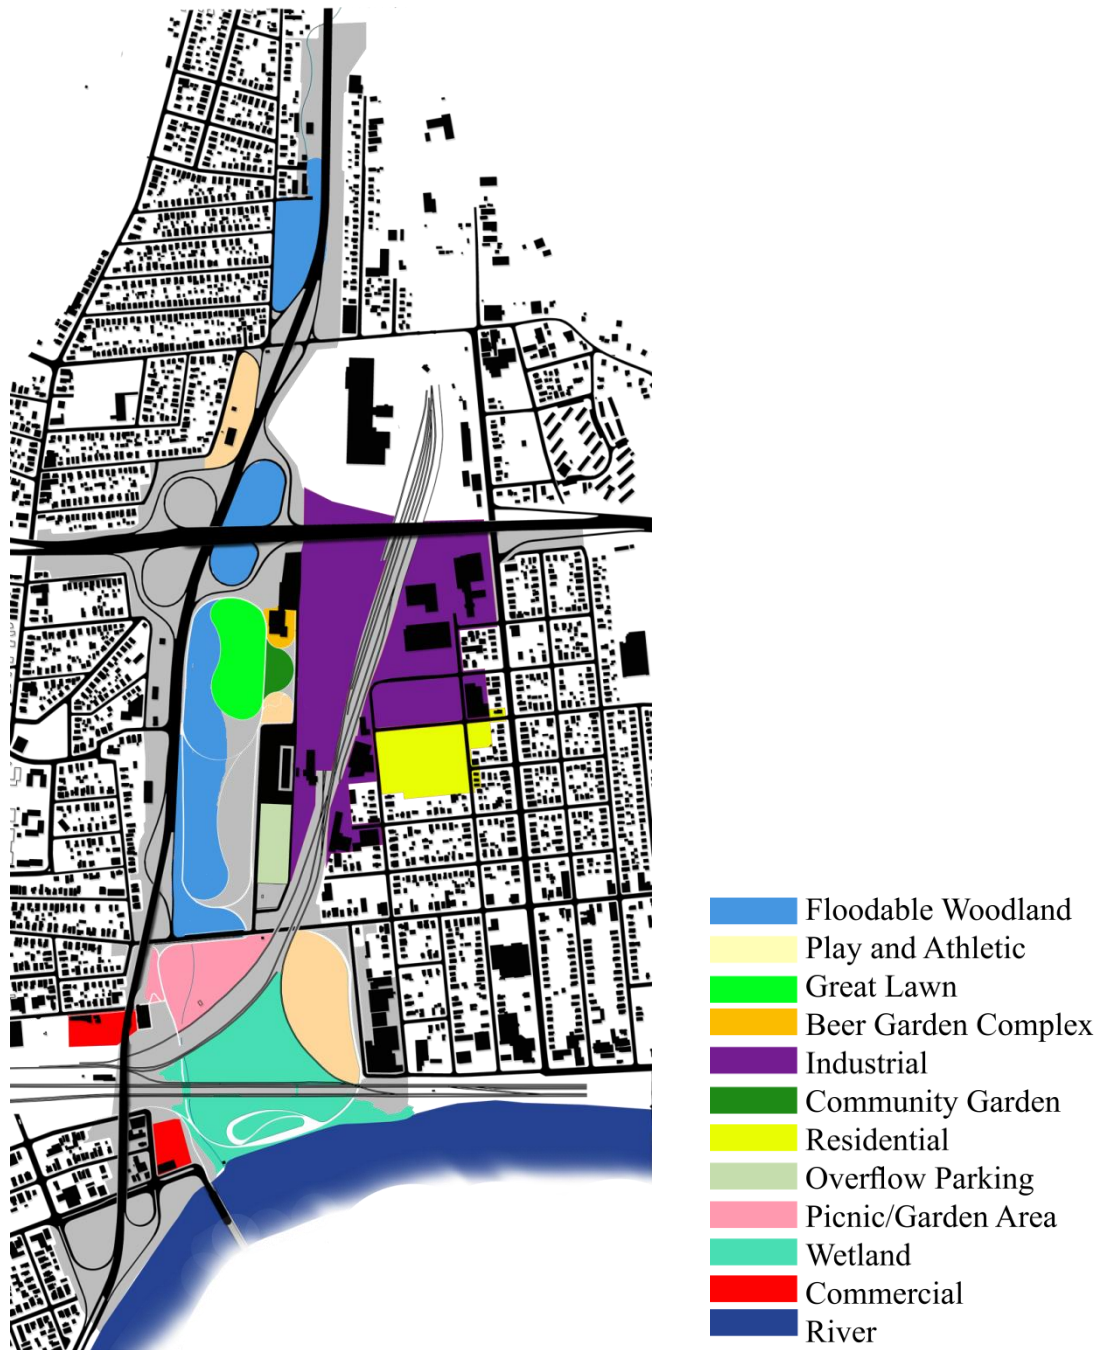 Floodable Woodland
Play and Athletic
Great Lawn
Beer Garden Complex
Industrial
Community Garden
Residential
Overflow Parking
Picnic/Garden Area
Wetland
Commercial
River